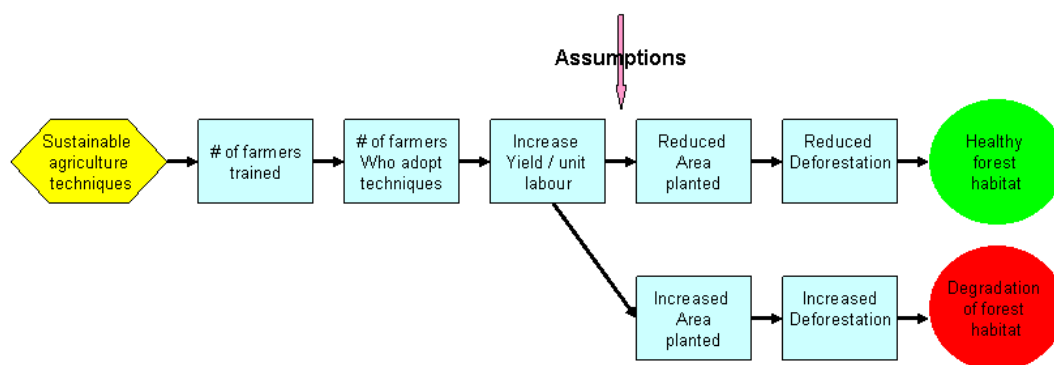 Assumptions
Sustainable
agriculture
techniques
# of farmers
trained
# of farmers
Who adopt
techniques
Increase
Yield / unit
labour
Reduced
Area
planted
Reduced
Deforestation
Healthy
forest
habitat
Increased
Area
planted
Increased
Deforestation
Degradation
of forest
habitat